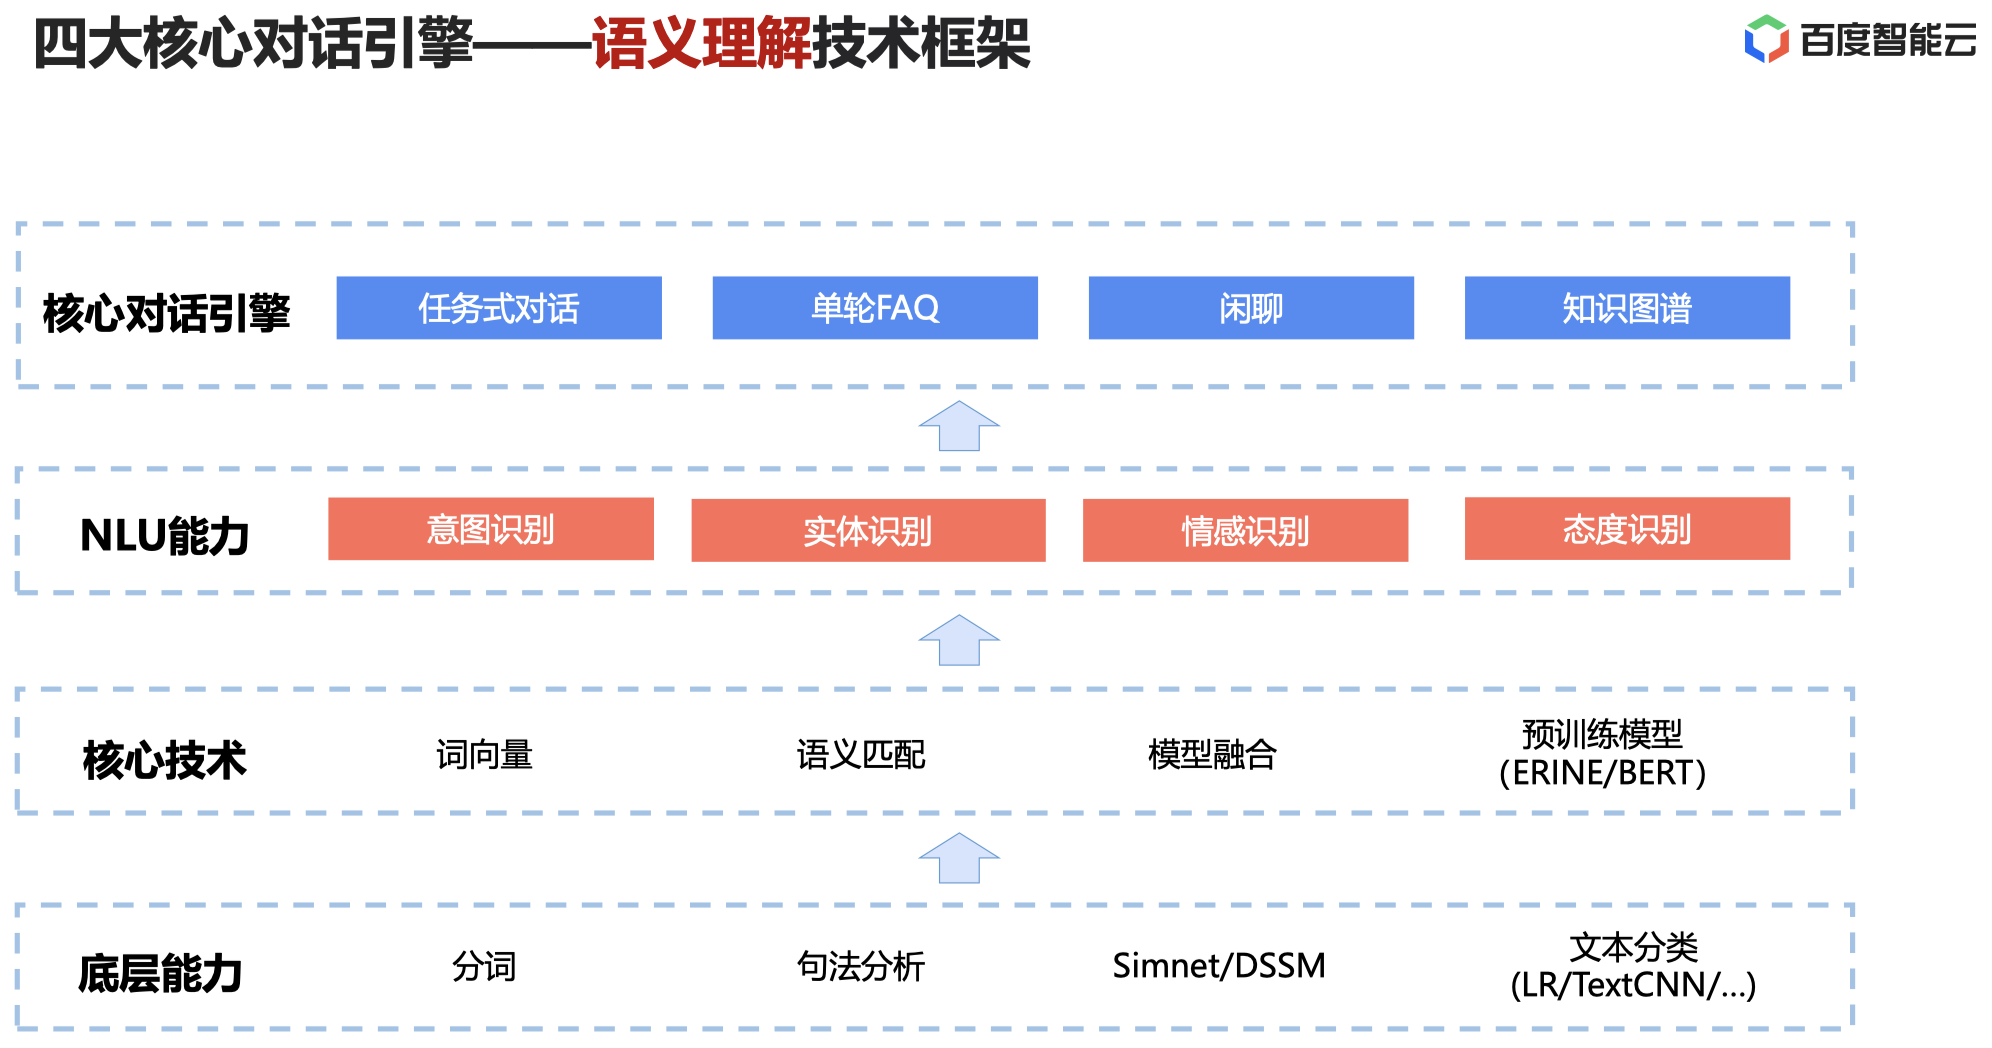 四大核心对话引擎——语义理解技术框架
百度智能云
核心对话引擎
任务式对话
单轮FAQ
闲聊
知识图谱
NLU能力
意图识别
实体识别
情感识别
态度识别
核心技术
词向量
语义匹配
模型融合
预训练模型
(ERINE/BERT)
底层能力
分词
句法分析
Simnet/DSSM
文本分类
(LR/TextCNN/...)